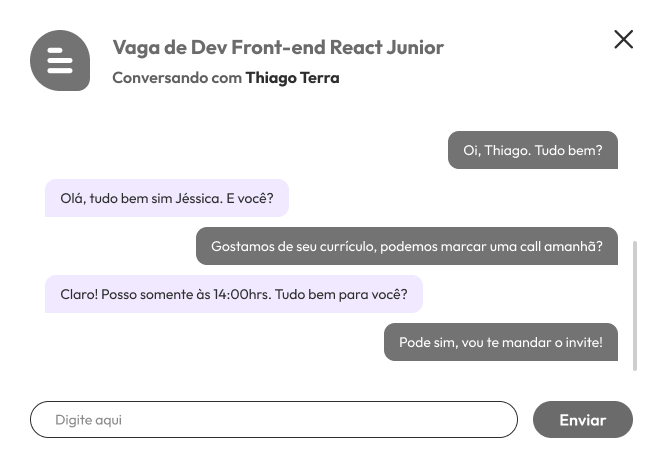 Vaga de Dev Front-end React Junior
Conversando com Thiago Terra
Oi, Thiago. Tudo bem?
Olá, tudo bem sim Jéssica. E você?
Gostamos de seu currículo, podemos marcar uma call amanhã?
Claro! Posso somente às 14:00hrs. Tudo bem para você?
Pode sim, vou te mandar o invite!
Digite aqui
Enviar